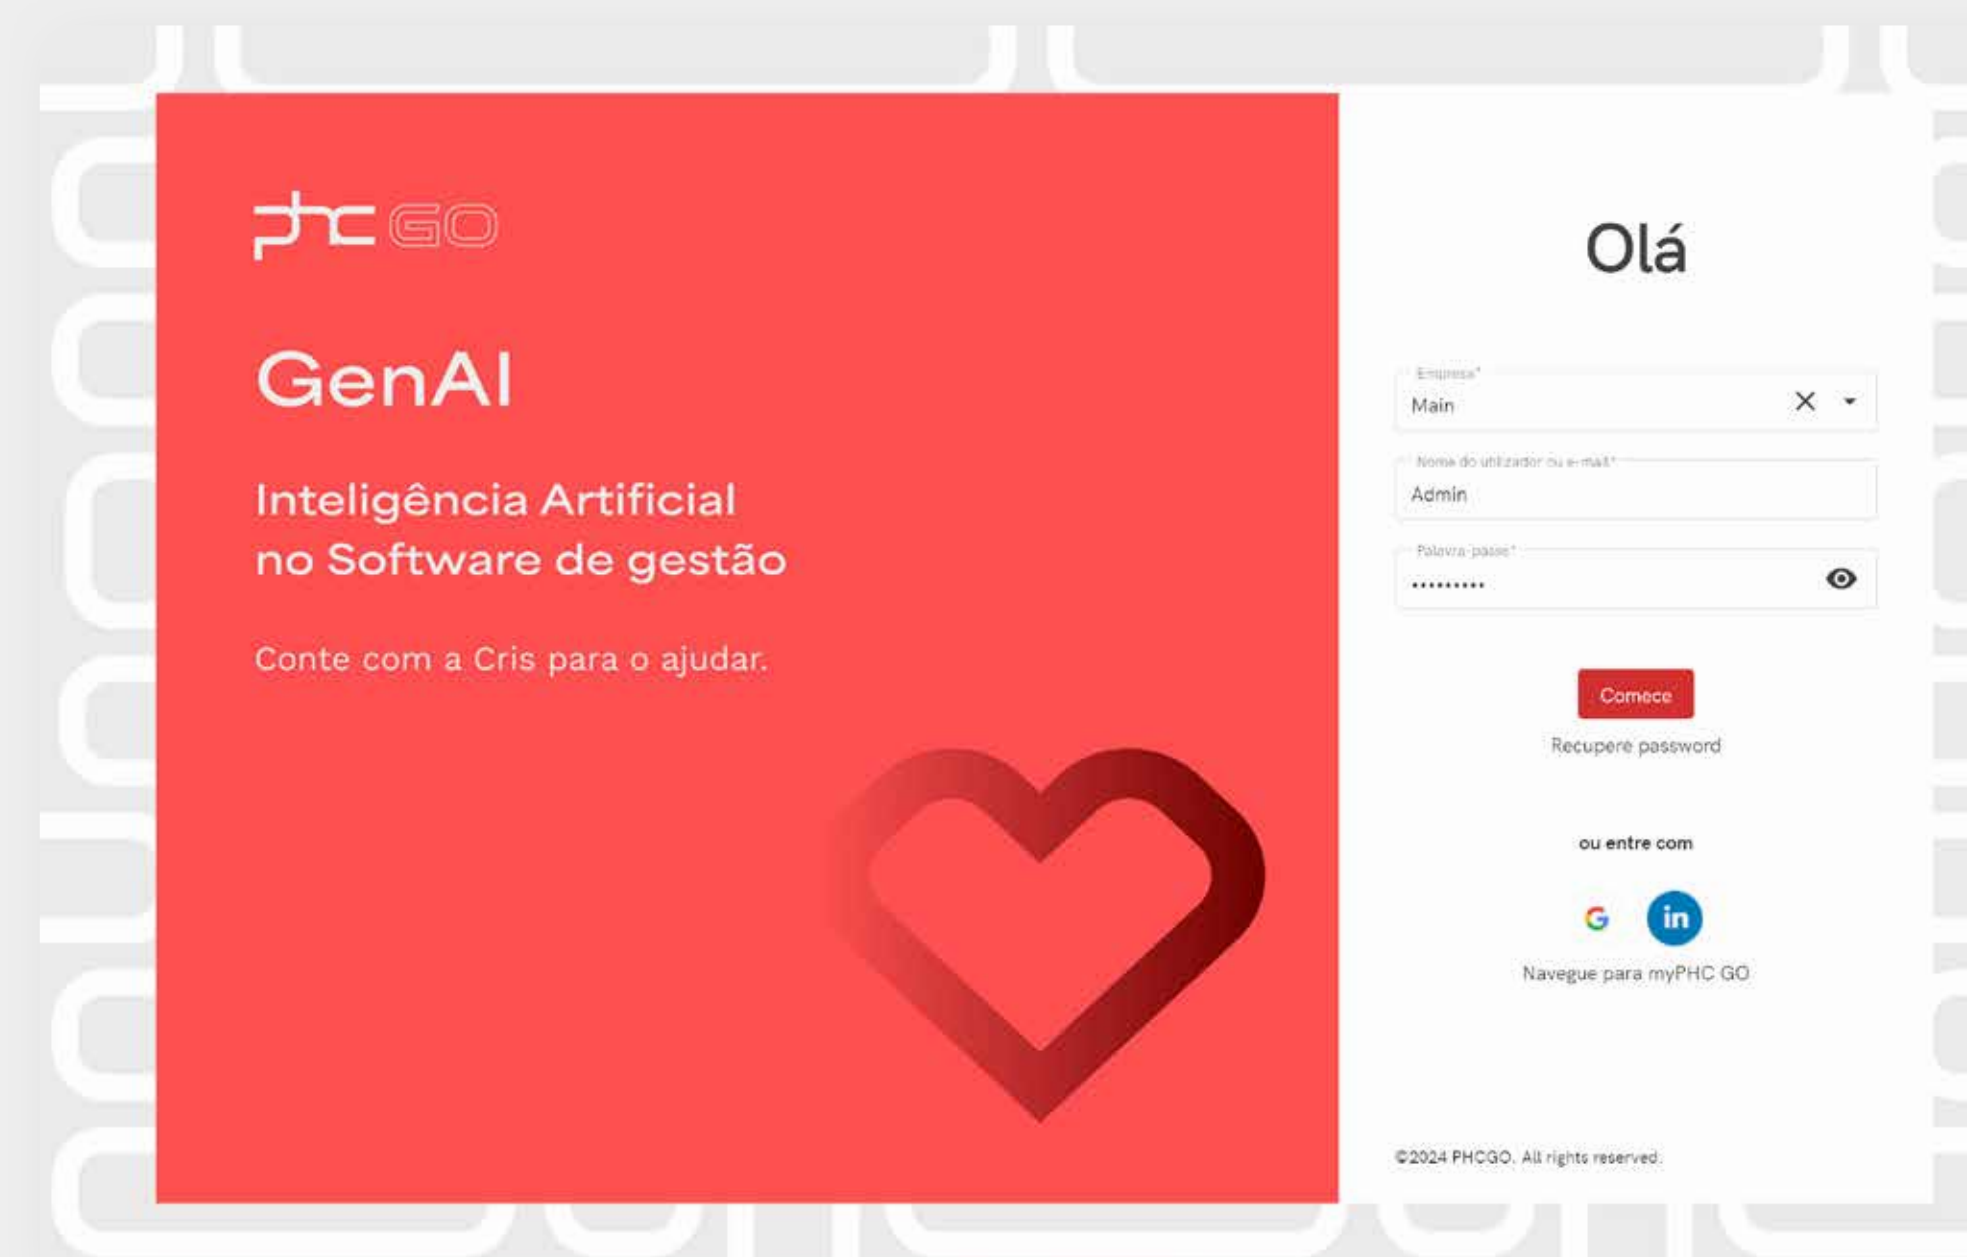 phc GO
GenAI
Inteligência Artificial
no Software de gestão
Conte com a Cris para o ajudar.
Olá
Empresa*
Main
Nome do utilizador ou e-mail*
Admin
Palavra-passe*
•••••••••
Comece
Recupere password
ou entre com
G in
Navegue para myPHC GO
©2024 PHCGO. All rights reserved.